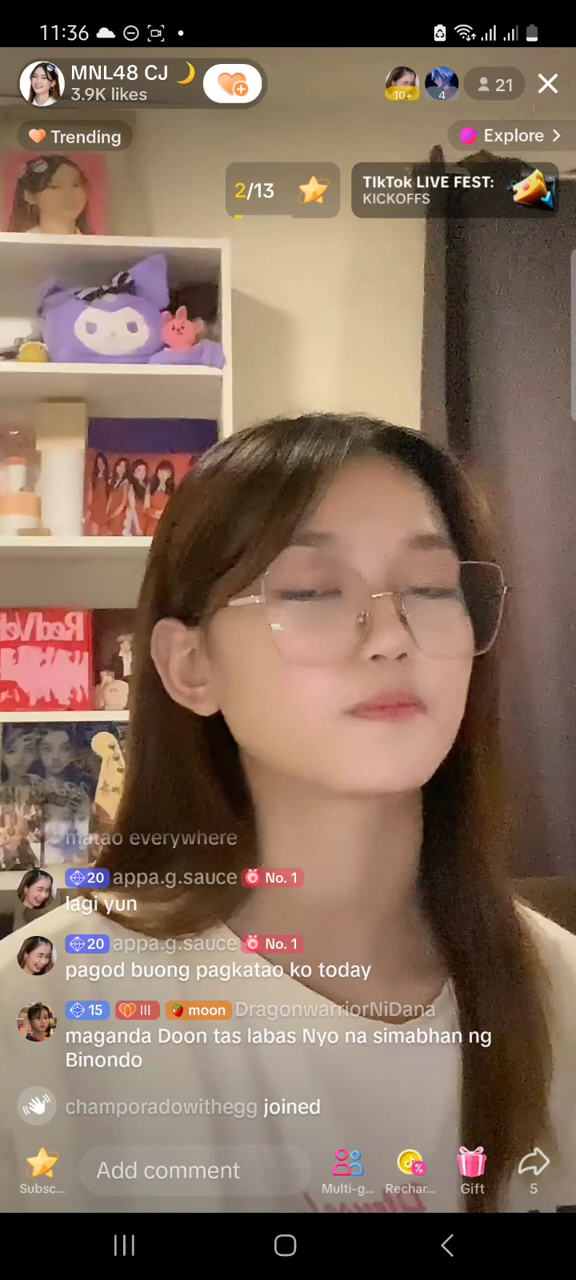 11:36
MNL48 CJ 🌙
3.9K likes
10+
4
21
Trending
Explore >
2/13
TikTok LIVE FEST:
KICKOFFS
RedVel
matao everywhere
20 appa.g.sauce No. 1
lagi yun
20 appa.g.sauce No. 1
pagod buong pagkatao ko today
15 III moon DragonwarriorNiDana
maganda Doon tas labas Nyo na simabhan ng
Binondo
champoradowithegg joined
Add comment
Subsc...
Multi-g...
Rechar...
Gift
5